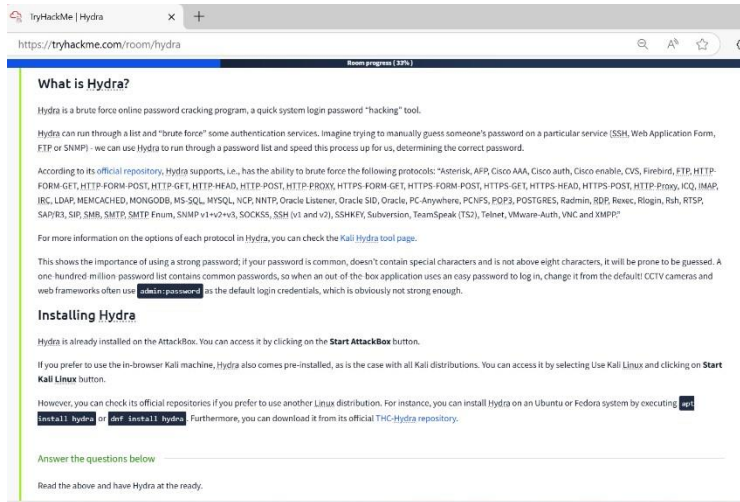 TryHackMe | Hydra
https://tryhackme.com/room/hydra
Room progress ( 33% )
What is Hydra?
Hydra is a brute force online password cracking program, a quick system login password “hacking” tool.
Hydra can run through a list and “brute force” some authentication services. Imagine trying to manually guess someone’s password on a particular service (SSH, Web Application Form,
FTP or SNMP) - we can use Hydra to run through a password list and speed this process up for us, determining the correct password.
According to its official repository, Hydra supports, i.e., has the ability to brute force the following protocols: “Asterisk, AFP, Cisco AAA, Cisco auth, Cisco enable, CVS, Firebird, FTP, HTTP-
FORM-GET, HTTP-FORM-POST, HTTP-GET, HTTP-HEAD, HTTP-POST, HTTP-PROXY, HTTPS-FORM-GET, HTTPS-FORM-POST, HTTPS-GET, HTTPS-HEAD, HTTPS-POST, HTTP-Proxy, ICQ, IMAP,
IRC, LDAP, MEMCACHED, MONGODB, MS-SQL, MYSQL, NCP, NNTP, Oracle Listener, Oracle SID, Oracle, PC-Anywhere, PCNFS, POP3, POSTGRES, Radmin, RDP, Rexec, Rlogin, Rsh, RTSP,
SAP/R3, SIP, SMB, SMTP, SMTP Enum, SNMP v1+v2+v3, SOCKS5, SSH (v1 and v2), SSHKEY, Subversion, TeamSpeak (TS2), Telnet, VMware-Auth, VNC and XMPP.”
For more information on the options of each protocol in Hydra, you can check the Kali Hydra tool page.
This shows the importance of using a strong password; if your password is common, doesn’t contain special characters and is not above eight characters, it will be prone to be guessed. A
one-hundred-million-password list contains common passwords, so when an out-of-the-box application uses an easy password to log in, change it from the default! CCTV cameras and
web frameworks often use admin:password as the default login credentials, which is obviously not strong enough.
Installing Hydra
Hydra is already installed on the AttackBox. You can access it by clicking on the Start AttackBox button.
If you prefer to use the in-browser Kali machine, Hydra also comes pre-installed, as is the case with all Kali distributions. You can access it by selecting Use Kali Linux and clicking on Start
Kali Linux button.
However, you can check its official repositories if you prefer to use another Linux distribution. For instance, you can install Hydra on an Ubuntu or Fedora system by executing apt
install hydra or dnf install hydra. Furthermore, you can download it from its official THC-Hydra repository.
Answer the questions below
Read the above and have Hydra at the ready.